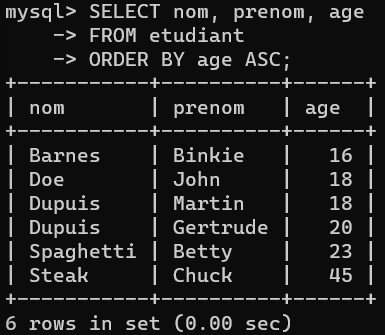 mysql> SELECT nom, prenom, age
    -> FROM etudiant
    -> ORDER BY age ASC;
+-----------+----------+------+
| nom       | prenom   | age  |
+-----------+----------+------+
| Barnes    | Binkie   |   16 |
| Doe       | John     |   18 |
| Dupuis    | Martin   |   18 |
| Dupuis    | Gertrude |   20 |
| Spaghetti | Betty    |   23 |
| Steak     | Chuck    |   45 |
+-----------+----------+------+
6 rows in set (0.00 sec)